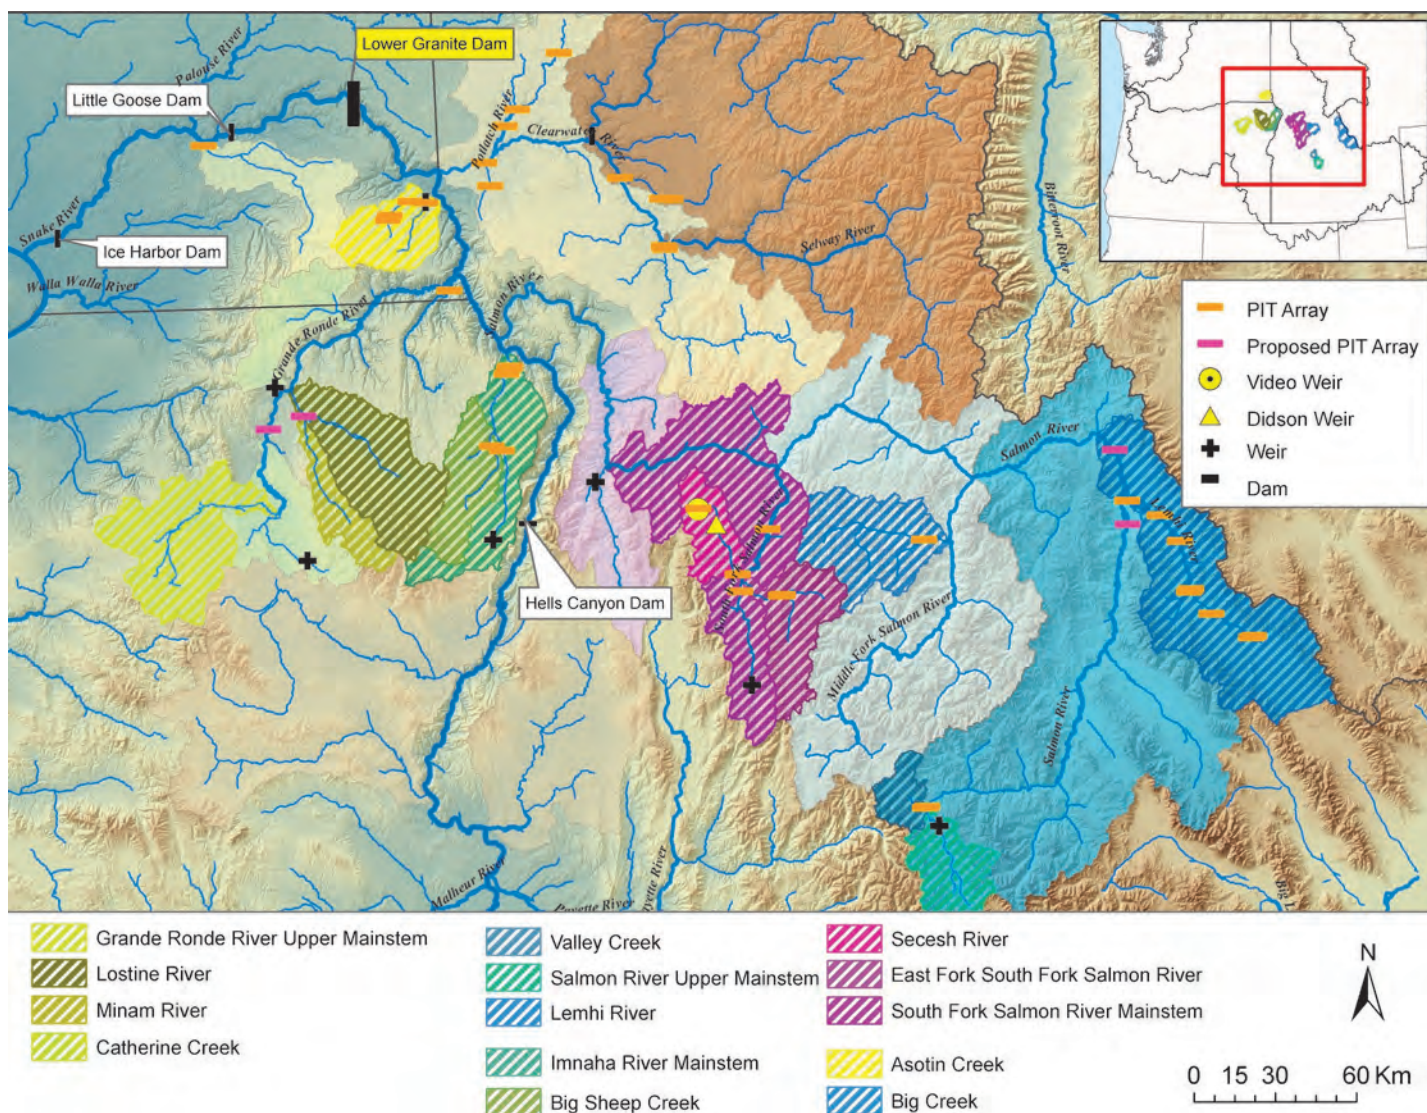 Lower Granite Dam
Palouse River
Little Goose Dam
Potlatch River
Clearwater
River
Snake River
Ice Harbor Dam
Walla Walla River
Selway River
Bitterroot River
Salmon River
Grande Ronde River
Salmon River
Lemhi River
South Fork Salmon River
Hells Canyon Dam
Middle Fork Salmon River
Salmon River
Malheur River
Payette River
Payette River
Big L
PIT Array
Proposed PIT Array
Video Weir
Didson Weir
Weir
Dam
Grande Ronde River Upper Mainstem
Lostine River
Minam River
Catherine Creek
Valley Creek
Salmon River Upper Mainstem
Lemhi River
Imnaha River Mainstem
Big Sheep Creek
Secesh River
East Fork South Fork Salmon River
South Fork Salmon River Mainstem
Asotin Creek
Big Creek
N
0 15 30 60 Km